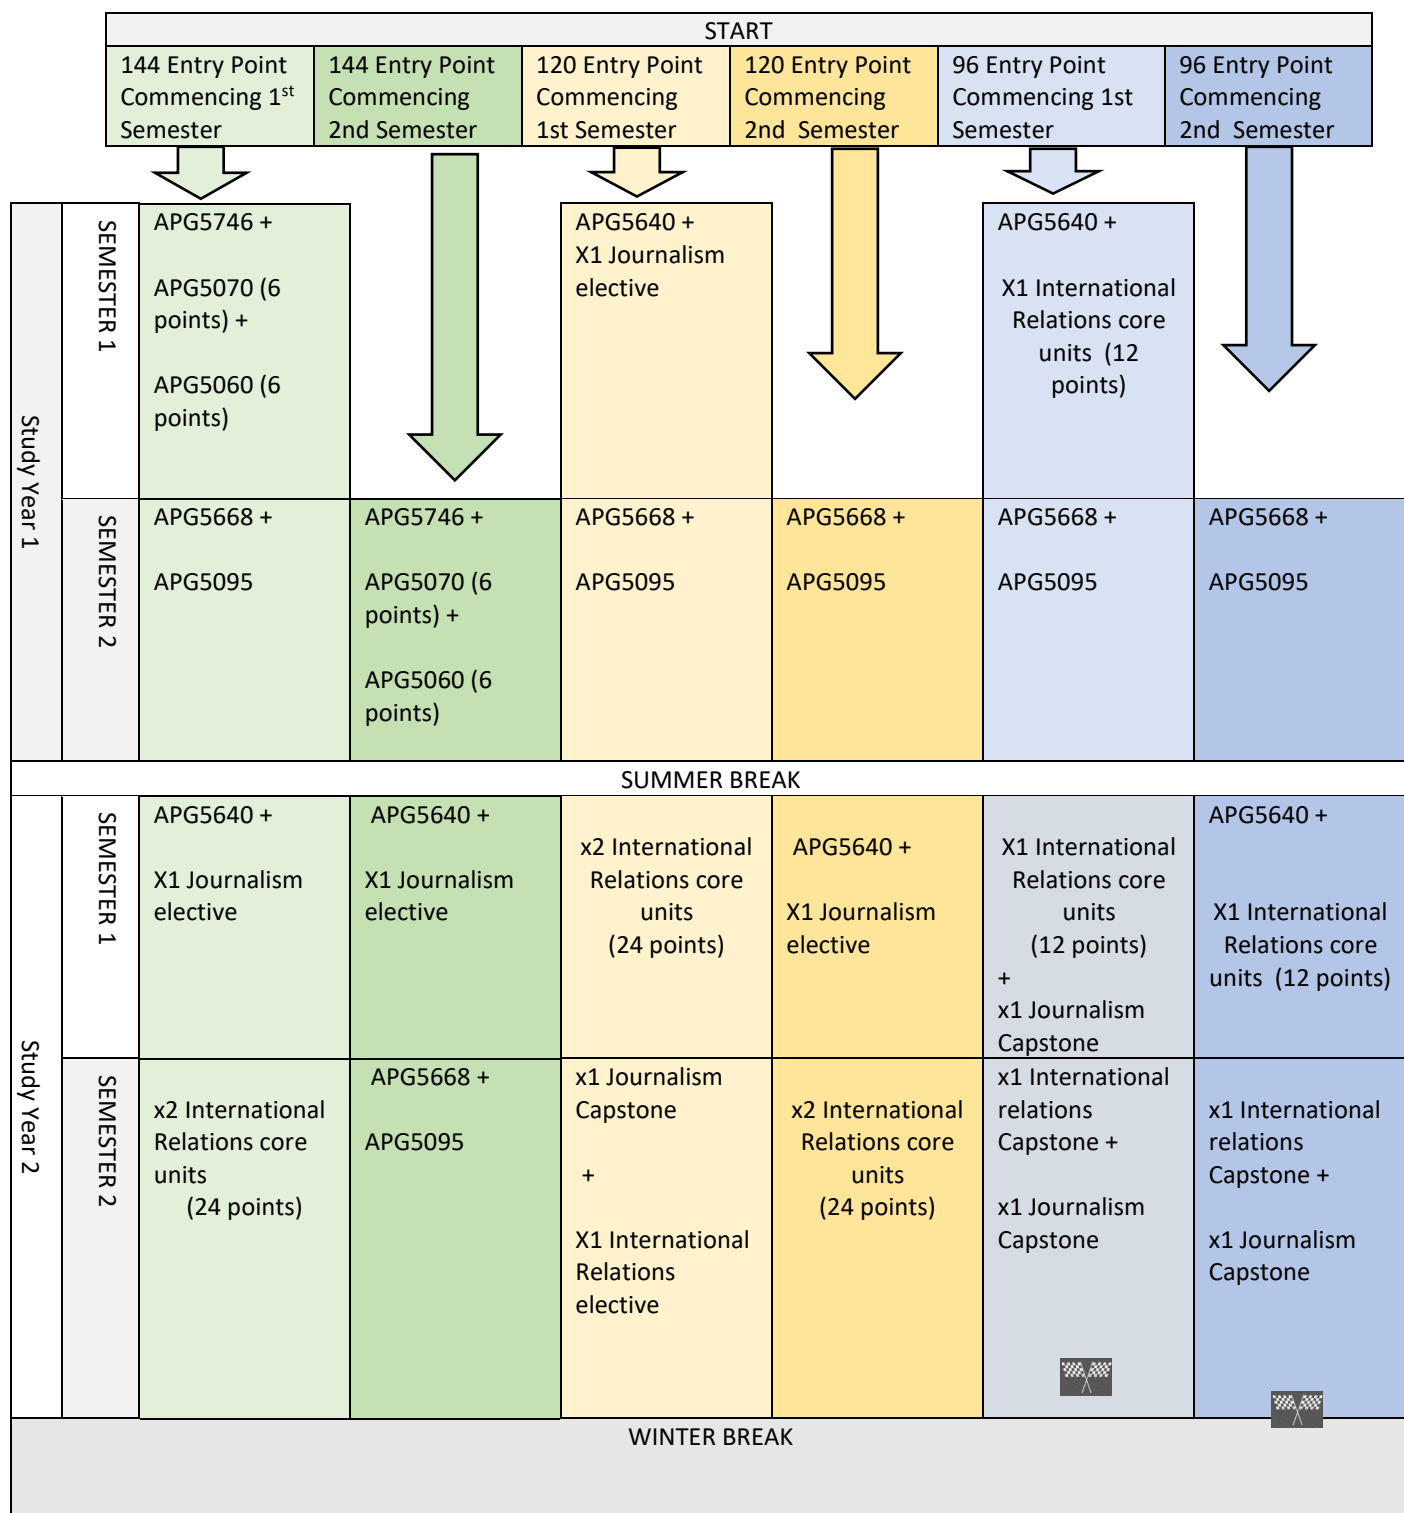 START
144 Entry Point
Commencing 1st
Semester
144 Entry Point
Commencing
2nd Semester
120 Entry Point
Commencing
1st Semester
120 Entry Point
Commencing
2nd  Semester
96 Entry Point
Commencing 1st
Semester
96 Entry Point
Commencing
2nd  Semester
Study Year 1
SEMESTER 1
APG5746 +
APG5070 (6
points) +
APG5060 (6
points)
APG5640 +
X1 Journalism
elective
APG5640 +
X1 International
Relations core
units  (12
points)
SEMESTER 2
APG5668 +
APG5095
APG5746 +
APG5070 (6
points) +
APG5060 (6
points)
APG5668 +
APG5095
APG5668 +
APG5095
APG5668 +
APG5095
APG5668 +
APG5095
SUMMER BREAK
Study Year 2
SEMESTER 1
APG5640 +
X1 Journalism
elective
APG5640 +
X1 Journalism
elective
x2 International
Relations core
units
(24 points)
APG5640 +
X1 Journalism
elective
X1 International
Relations core
units
(12 points)
+
x1 Journalism
Capstone
APG5640 +
X1 International
Relations core
units  (12 points)
SEMESTER 2
x2 International
Relations core
units
(24 points)
APG5668 +
APG5095
x1 Journalism
Capstone
+
X1 International
Relations
elective
x2 International
Relations core
units
(24 points)
x1 International
relations
Capstone +
x1 Journalism
Capstone
x1 International
relations
Capstone +
x1 Journalism
Capstone
WINTER BREAK